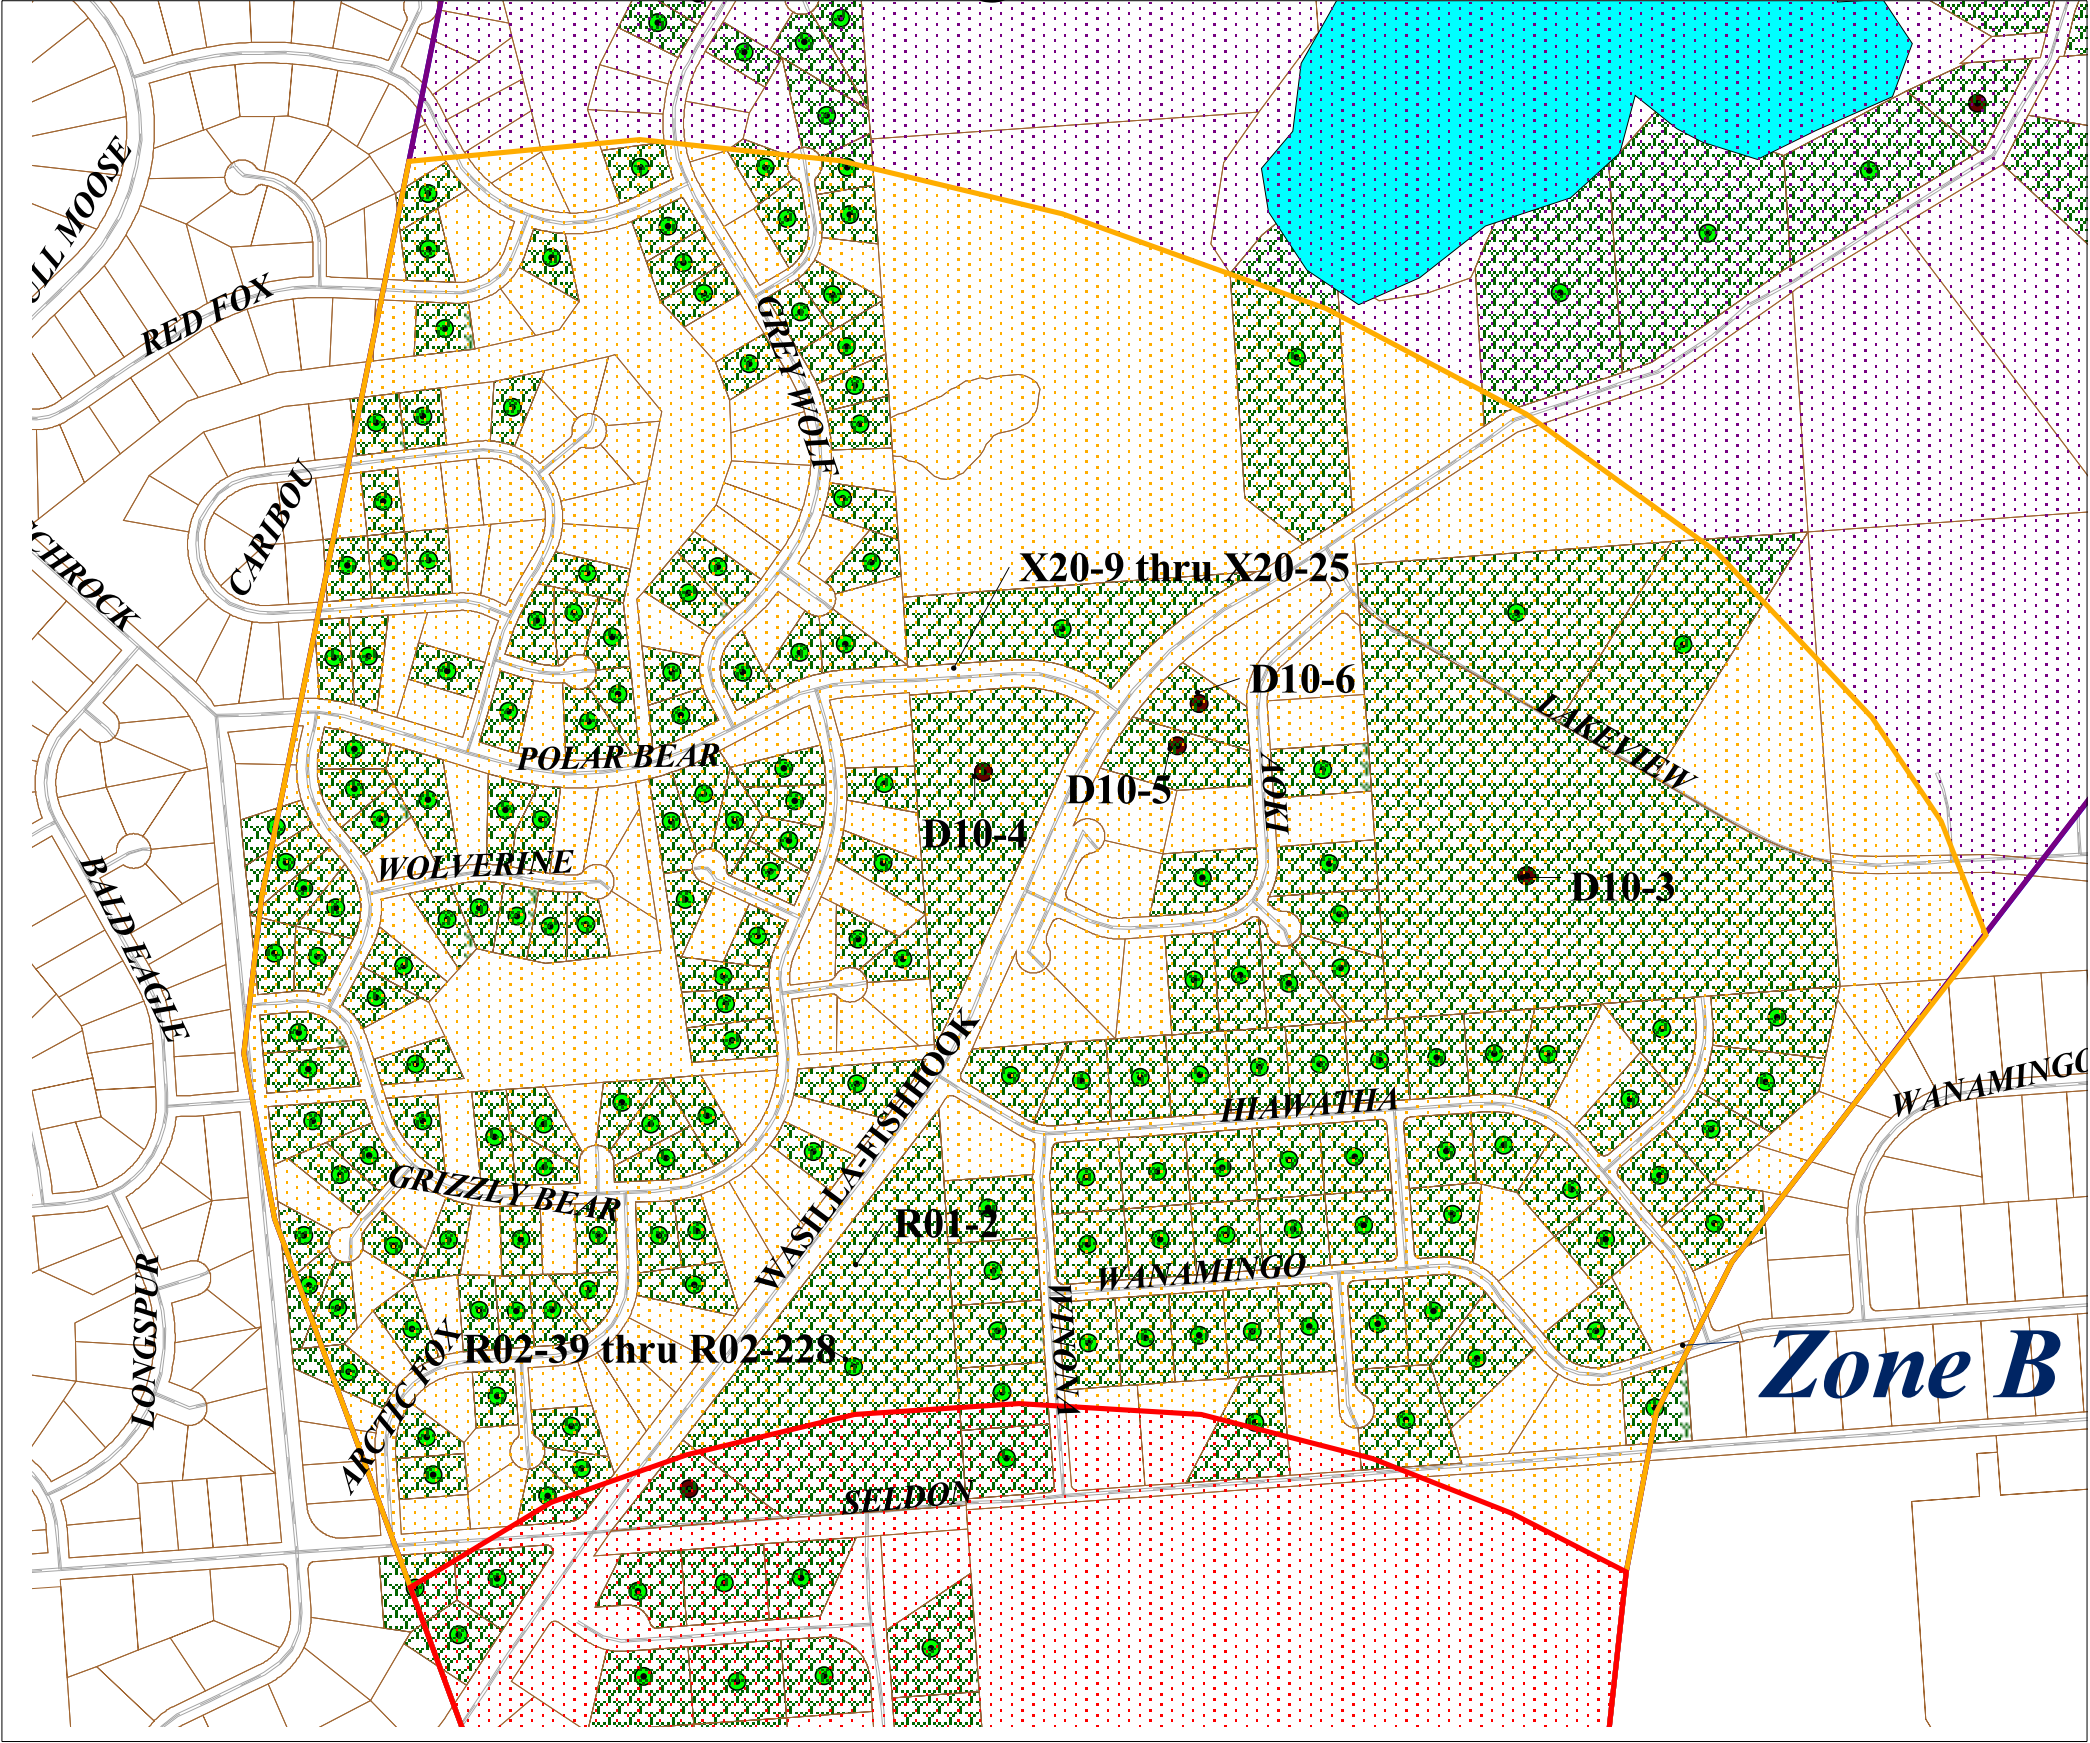 RED FOX
GREY WOLF
CARIBOU
X20-9 thru X20-25
D10-6
LAKEVIEW
POLAR BEAR
D10-5
AOKI
D10-4
WOLVERINE
D10-3
BALD EAGLE
WASILLA-FISHHOOK
HIAWATHA
WANAMINGO
GRIZZLY BEAR
R01-2
WANAMINGO
LONGSPUR
WINONA
ARCTIC FOX
R02-39 thru R02-228
Zone B
SELDON